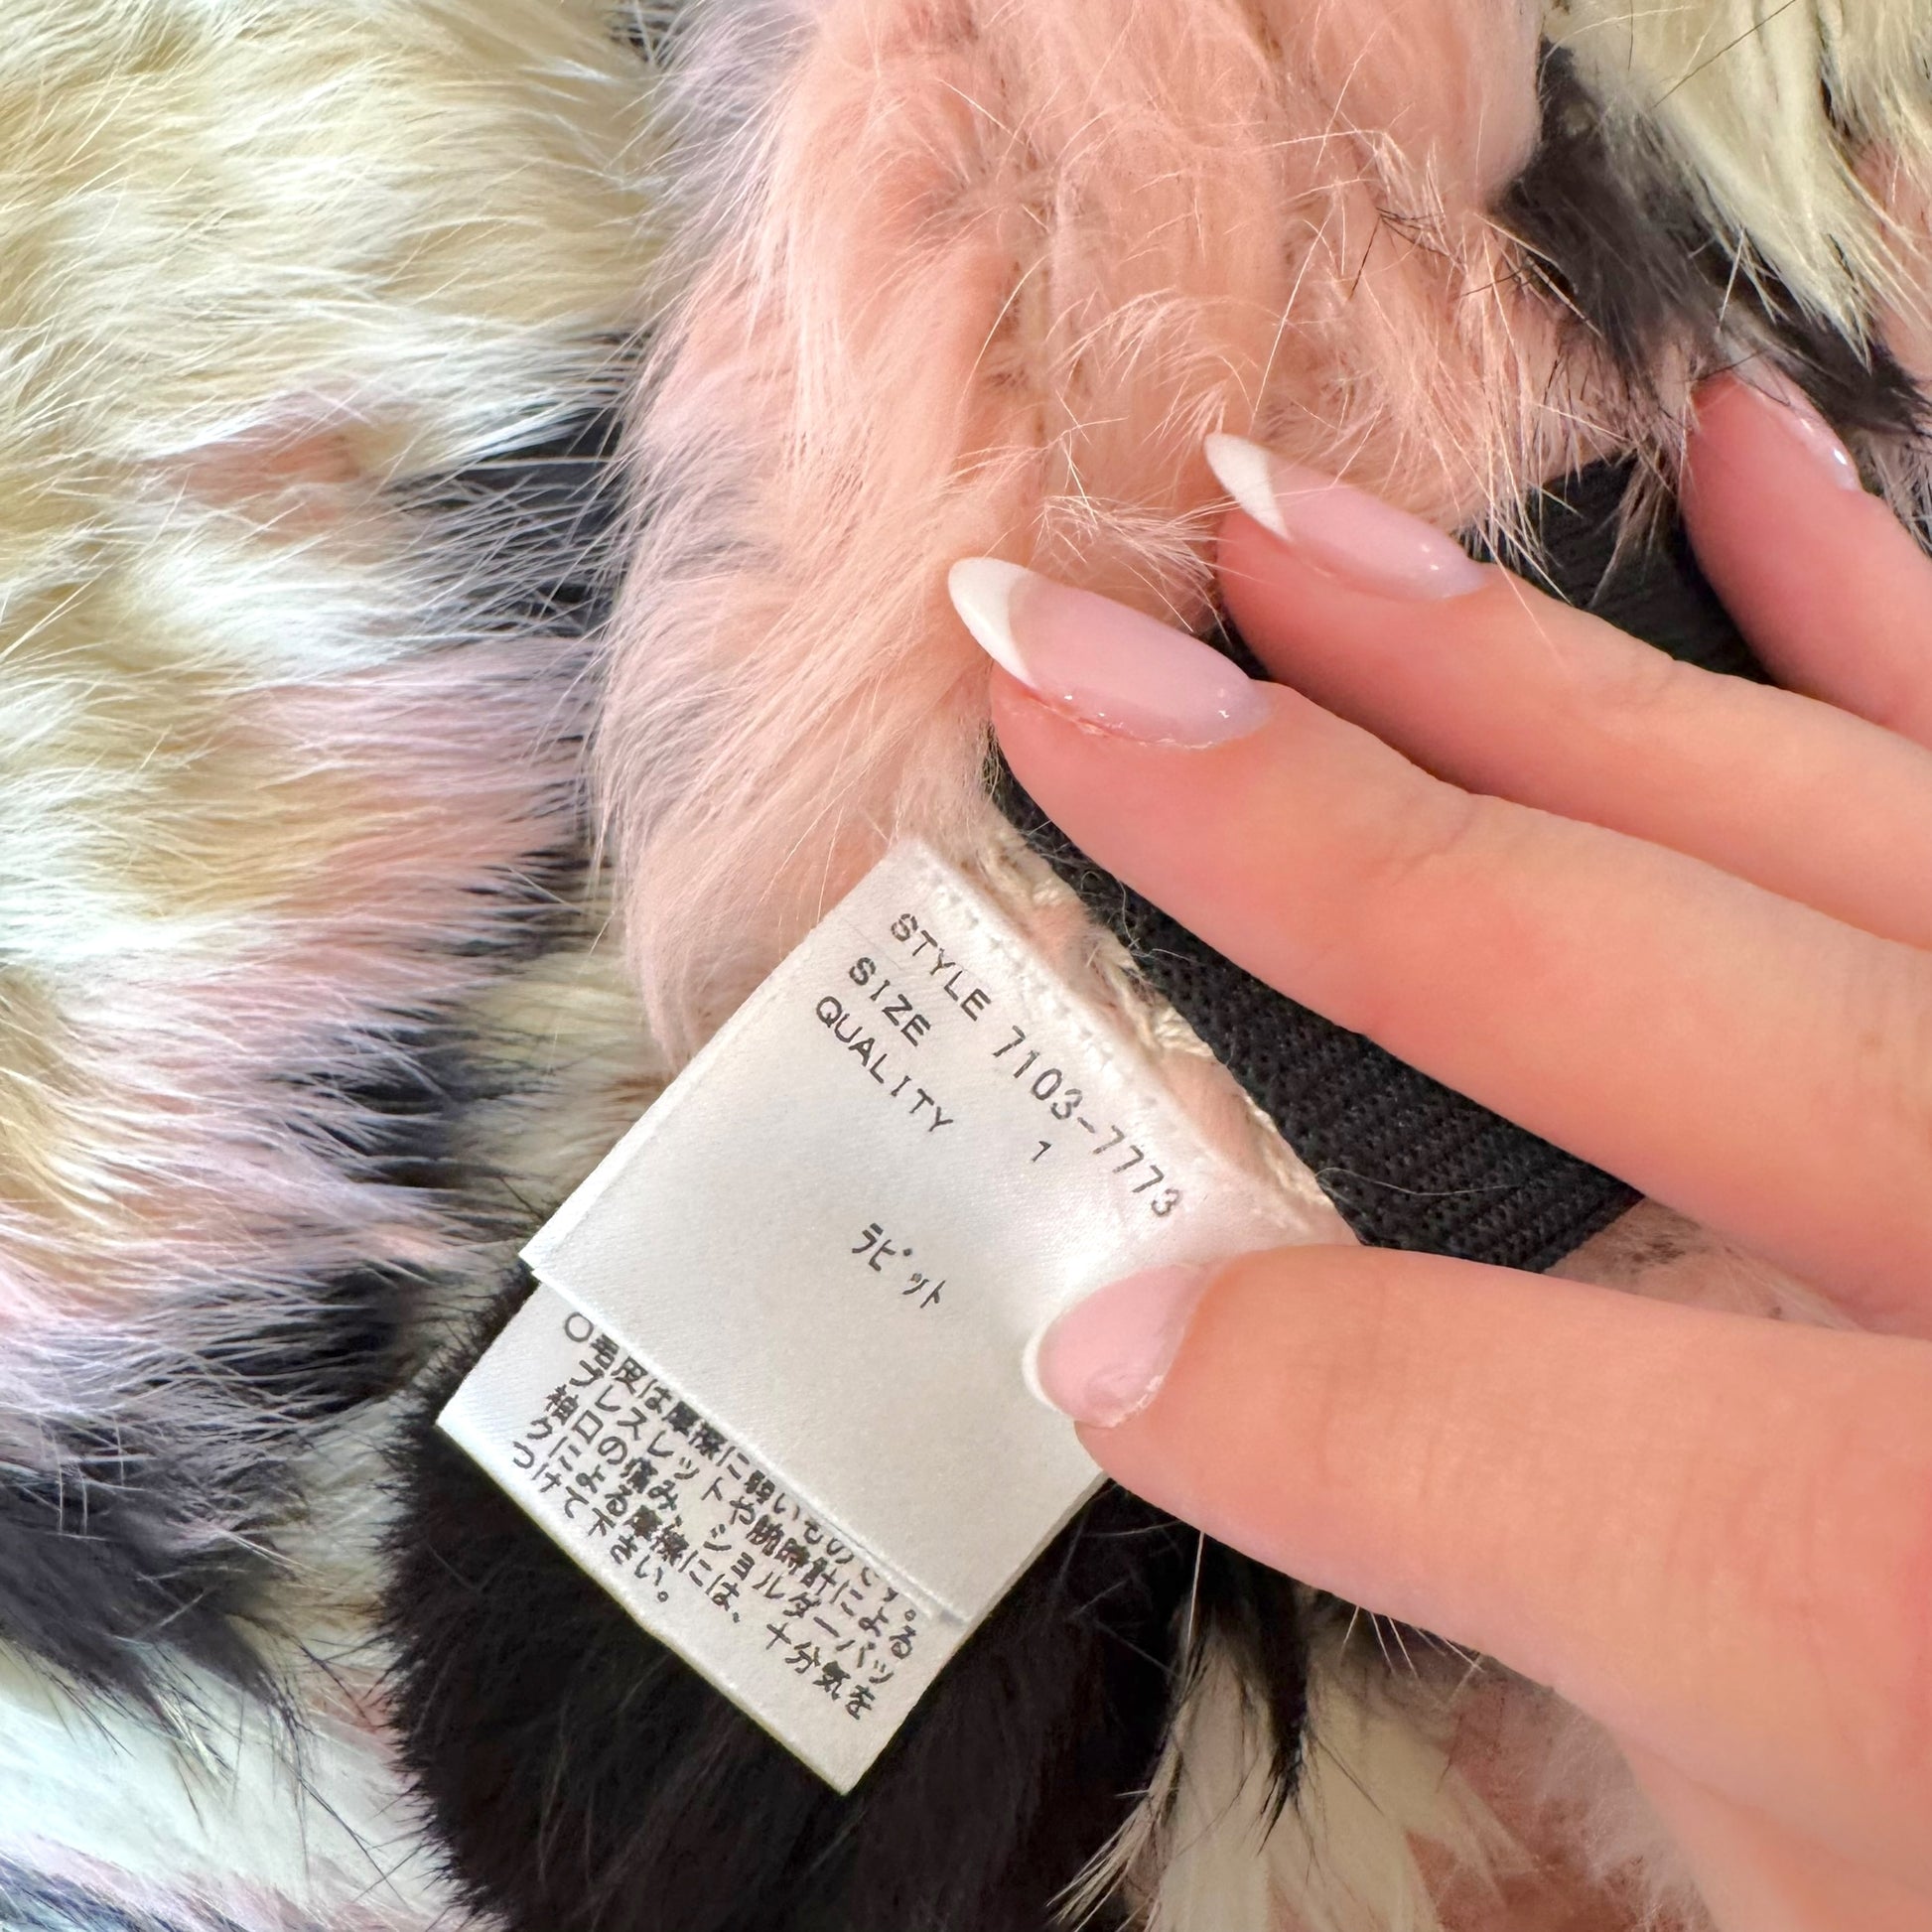 STYLE 7103-7773
SIZE 1
QUALITY
ラビット
○毛皮は摩擦に弱いものです。
ブレスレットや腕時計による
袖口の痛み、ショルダーバッ
クによる摩擦には、十分気を
つけて下さい。